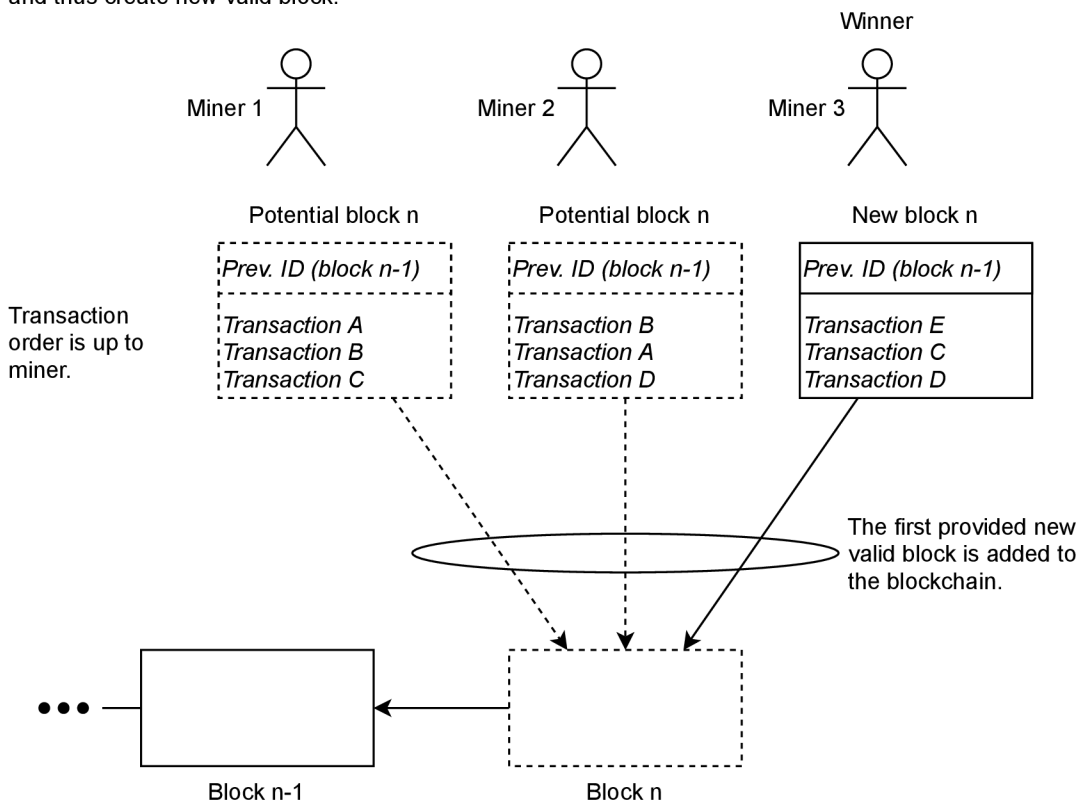 and thus create new valid block.
Winner
Miner 1
Miner 2
Miner 3
Potential block n
Potential block n
New block n
Prev. ID (block n-1)
Prev. ID (block n-1)
Prev. ID (block n-1)
Transaction
order is up to
miner.
Transaction A
Transaction B
Transaction C
Transaction B
Transaction A
Transaction D
Transaction E
Transaction C
Transaction D
The first provided new
valid block is added to
the blockchain.
Block n-1
Block n